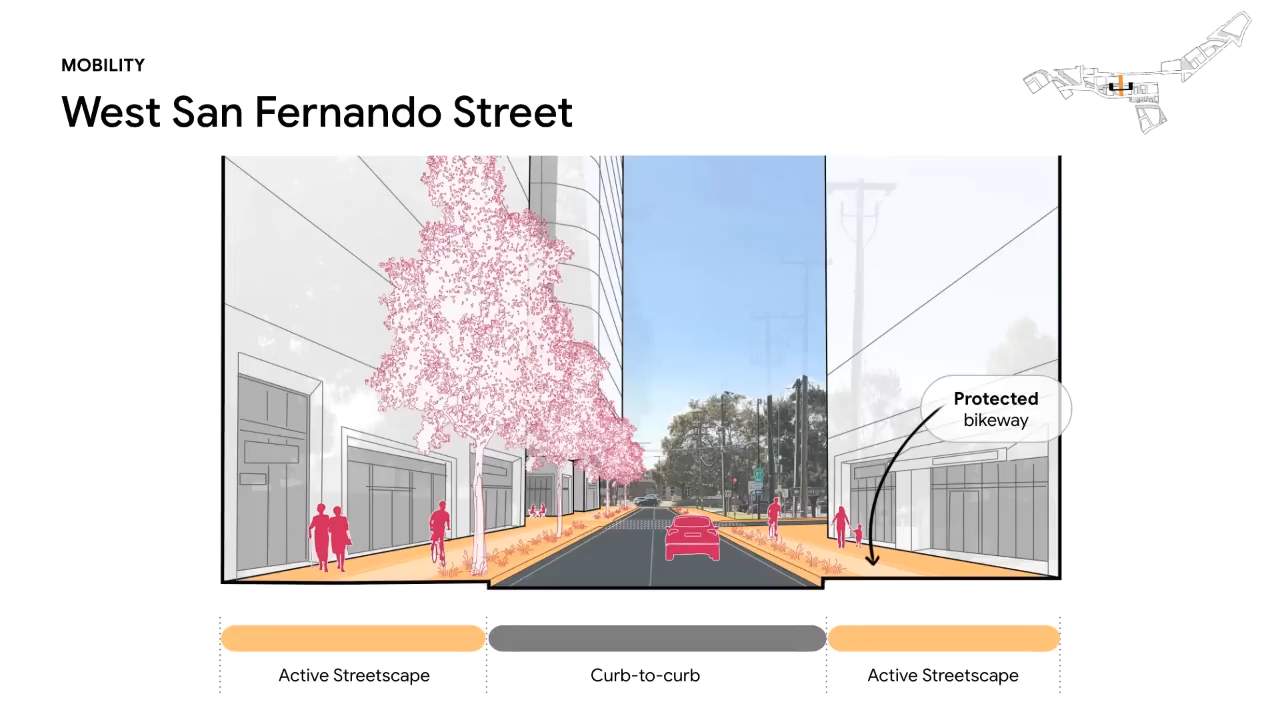 MOBILITY
West San Fernando Street
Protected
bikeway
Active Streetscape
Curb-to-curb
Active Streetscape